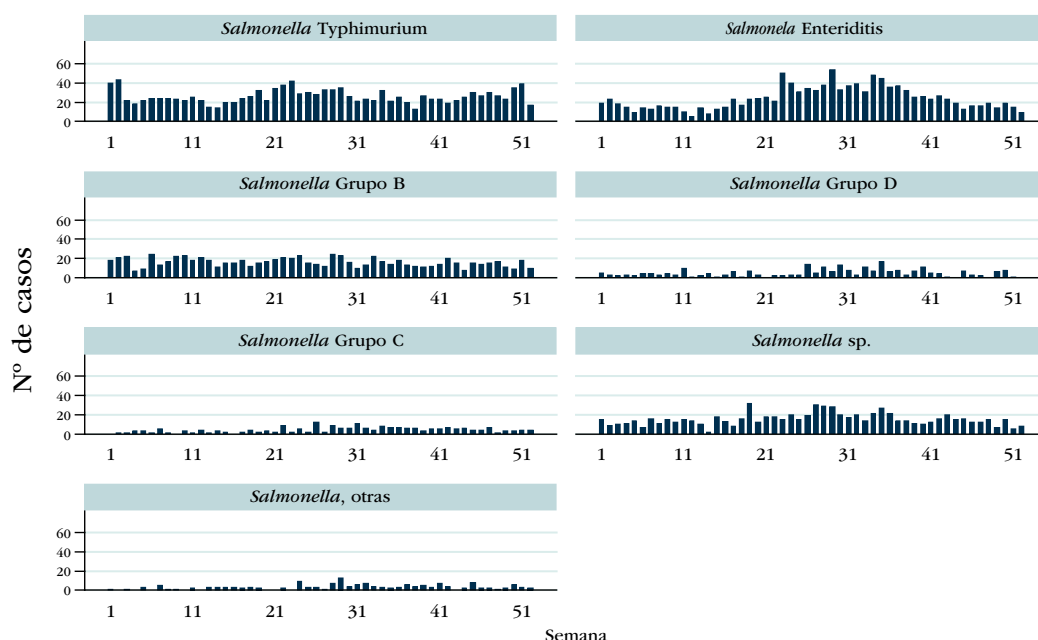 Salmonella Typhimurium
Salmonela Enteriditis
60
40
20
0
1 11 21 31 41 51
1 11 21 31 41 51
Salmonella Grupo B
Salmonella Grupo D
60
40
20
0
1 11 21 31 41 51
1 11 21 31 41 51
Nº de casos
Salmonella Grupo C
Salmonella sp.
60
40
20
0
1 11 21 31 41 51
1 11 21 31 41 51
Salmonella, otras
60
40
20
0
1 11 21 31 41 51
Semana